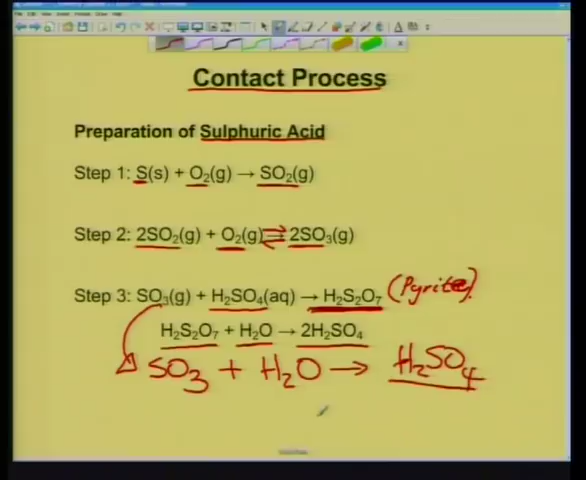 Contact Process
Preparation of Sulphuric Acid
Step 1: S(s) + O₂(g) → SO₂(g)
Step 2: 2SO₂(g) + O₂(g) ⇌ 2SO₃(g)
Step 3: SO₃(g) + H₂SO₄(aq) → H₂S₂O₇ (Pyrite)
H₂S₂O₇ + H₂O → 2H₂SO₄
SO₃ + H₂O → H₂SO₄